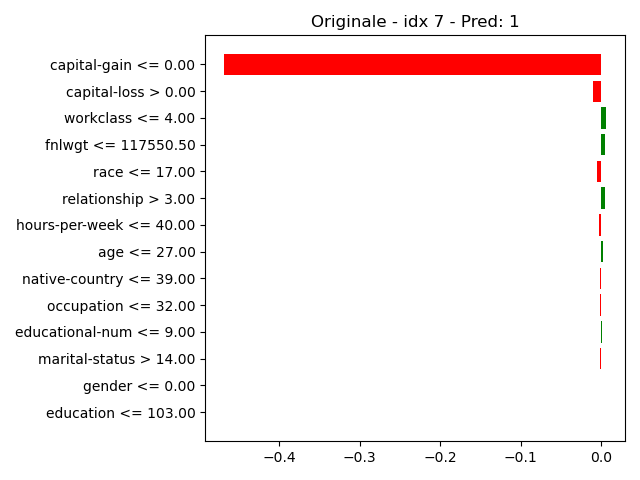 Originale - idx 7 - Pred: 1
capital-gain <= 0.00
capital-loss > 0.00
workclass <= 4.00
fnlwgt <= 117550.50
race <= 17.00
relationship > 3.00
hours-per-week <= 40.00
age <= 27.00
native-country <= 39.00
occupation <= 32.00
educational-num <= 9.00
marital-status > 14.00
gender <= 0.00
education <= 103.00
−0.4 −0.3 −0.2 −0.1 0.0